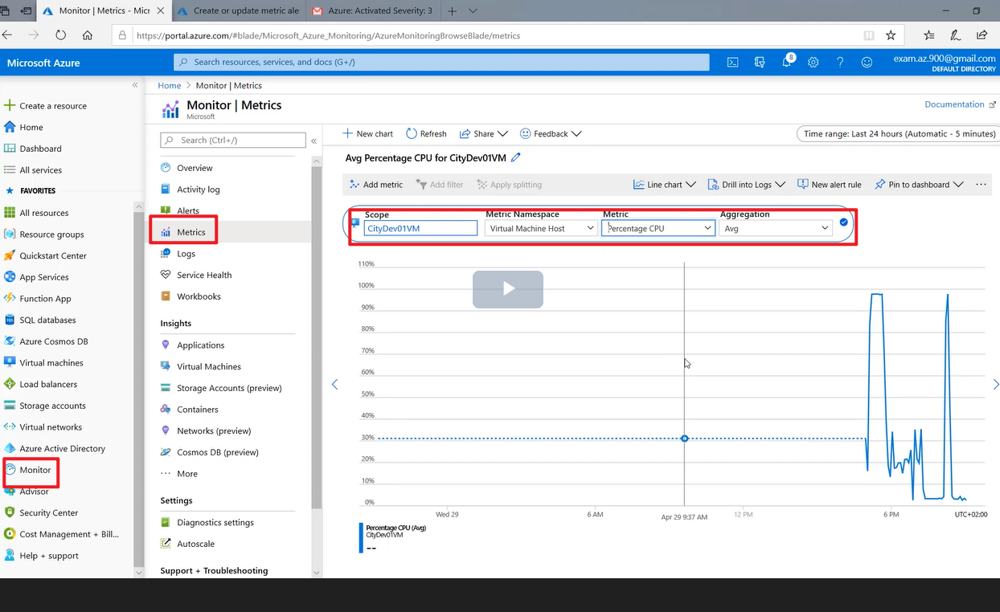 Monitor | Metrics - Micr
Create or update metric ale
Azure: Activated Severity: 3
https://portal.azure.com/#blade/Microsoft_Azure_Monitoring/AzureMonitoringBrowseBlade/metrics
Microsoft Azure
Search resources, services, and docs (G+/)
8
exam.az.900@gmail.com
DEFAULT DIRECTORY
Create a resource
Home
Dashboard
All services
FAVORITES
All resources
Resource groups
Quickstart Center
App Services
Function App
SQL databases
Azure Cosmos DB
Virtual machines
Load balancers
Storage accounts
Virtual networks
Azure Active Directory
Monitor
Advisor
Security Center
Cost Management + Bill...
Help + support
Home > Monitor | Metrics
Monitor | Metrics
Microsoft
Documentation
Search (Ctrl+/)
Overview
Activity log
Alerts
Metrics
Logs
Service Health
Workbooks
Insights
Applications
Virtual Machines
Storage Accounts (preview)
Containers
Networks (preview)
Cosmos DB (preview)
More
Settings
Diagnostics settings
Autoscale
Support + Troubleshooting
New chart Refresh Share Feedback
Time range: Last 24 hours (Automatic - 5 minutes)
Avg Percentage CPU for CityDev01VM
Add metric Add filter Apply splitting Line chart Drill into Logs New alert rule Pin to dashboard ...
Scope Metric Namespace Metric Aggregation
CityDev01VM Virtual Machine Host Percentage CPU Avg
110%
100%
90%
80%
70%
60%
50%
40%
30%
20%
10%
0%
Wed 29 6 AM Apr 29 9:37 AM 12 PM 6 PM UTC+02:00
Percentage CPU (Avg)
CityDev01VM
--